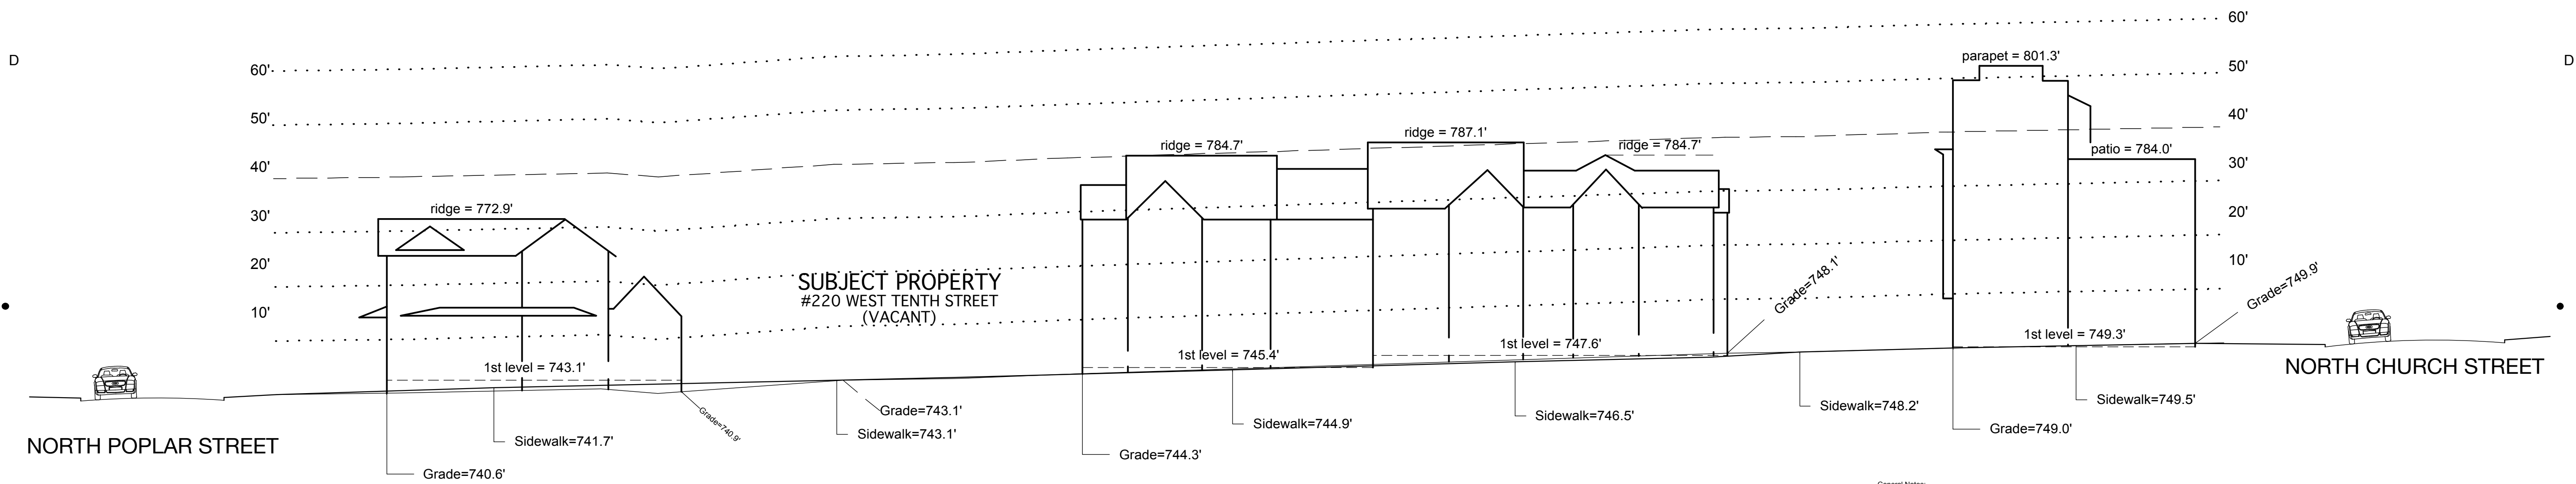 60'
60'
parapet = 801.3'
D
D
60'
50'
50'
50'
40'
ridge = 787.1'
ridge = 784.7'
ridge = 784.7'
patio = 784.0'
40'
30'
30'
ridge = 772.9'
20'
20'
10'
SUBJECT PROPERTY
#220 WEST TENTH STREET
(VACANT)
Grade=748.1'
Grade=749.9'
10'
1st level = 743.1'
1st level = 745.4'
1st level = 747.6'
1st level = 749.3'
NORTH CHURCH STREET
Grade=740.9'
Grade=743.1'
Sidewalk=748.2'
Sidewalk=749.5'
NORTH POPLAR STREET
Sidewalk=741.7'
Sidewalk=743.1'
Sidewalk=744.9'
Sidewalk=746.5'
Grade=749.0'
Grade=740.6'
Grade=744.3'
General Notes: